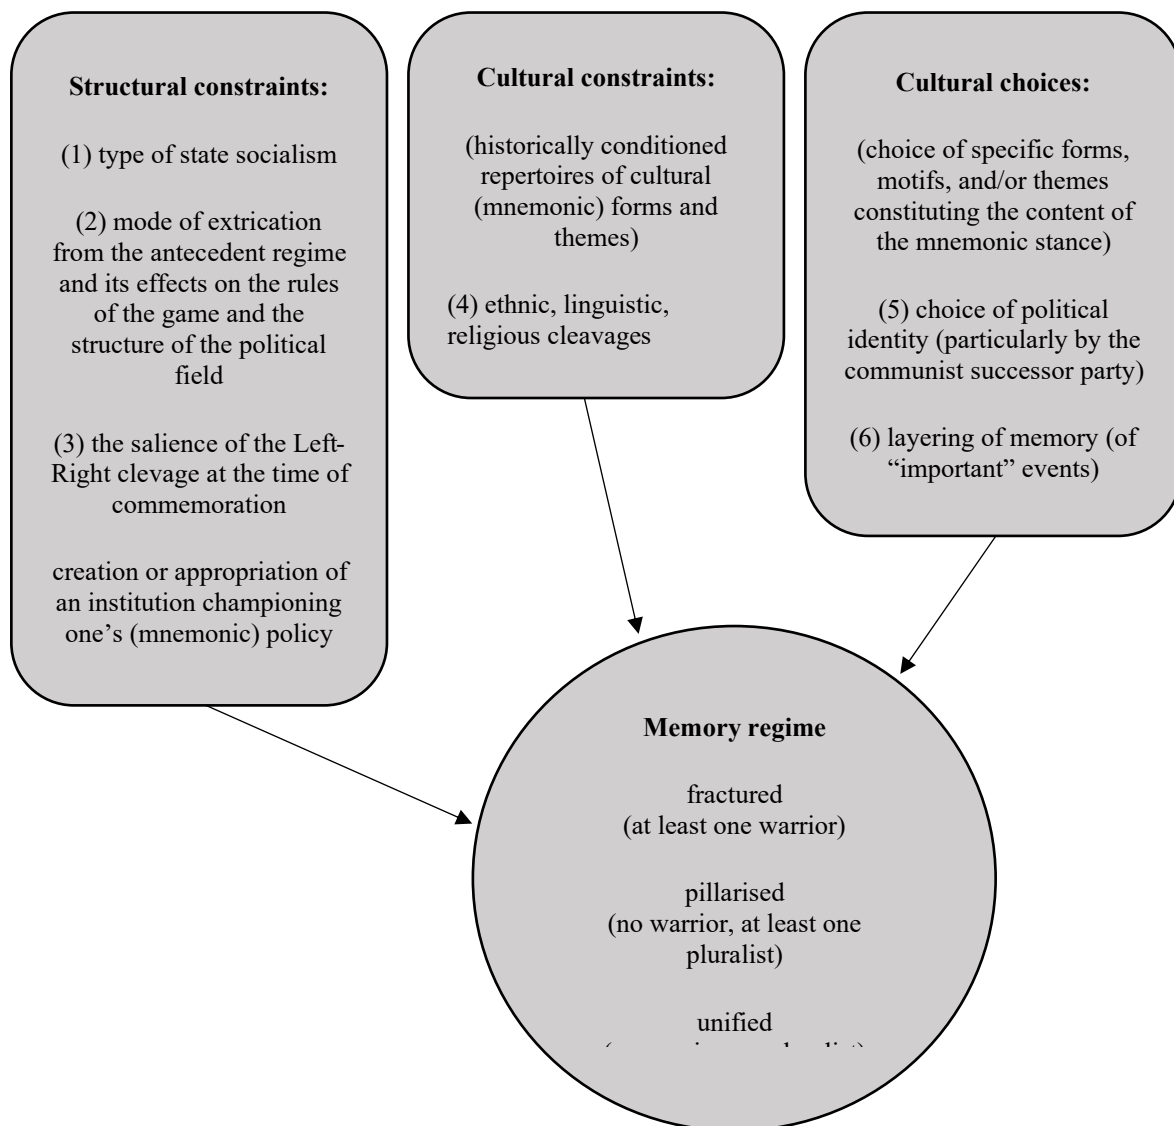 Structural constraints:
(1) type of state socialism
(2) mode of extrication
from the antecedent regime
and its effects on the rules
of the game and the
structure of the political
field
(3) the salience of the Left-
Right clevage at the time of
commemoration
creation or appropriation of
an institution championing
one’s (mnemonic) policy
Cultural constraints:
(historically conditioned
repertoires of cultural
(mnemonic) forms and
themes)
(4) ethnic, linguistic,
religious cleavages
Cultural choices:
(choice of specific forms,
motifs, and/or themes
constituting the content of
the mnemonic stance)
(5) choice of political
identity (particularly by the
communist successor party)
(6) layering of memory (of
“important” events)
Memory regime
fractured
(at least one warrior)
pillarised
(no warrior, at least one
pluralist)
unified